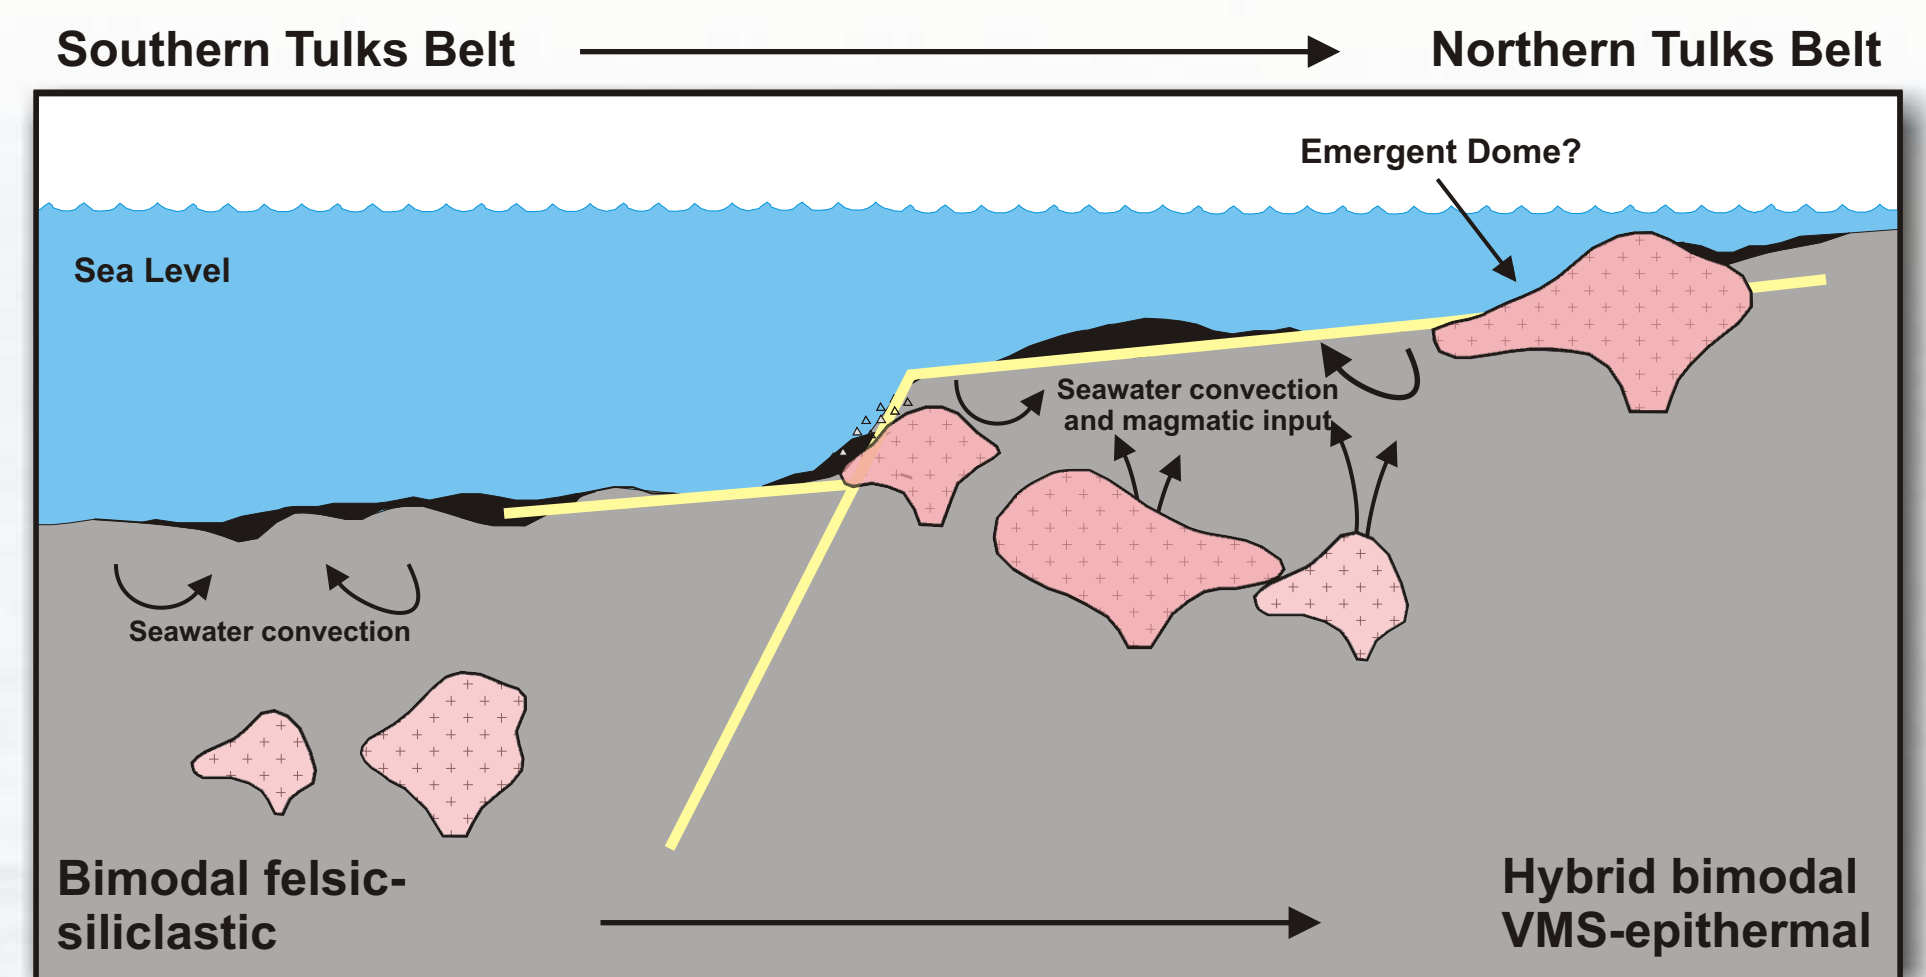 Southern Tulks Belt
Northern Tulks Belt
Emergent Dome?
Sea Level
Seawater convection
and magmatic input
Seawater convection
Bimodal felsic-
siliclastic
Hybrid bimodal
VMS-epithermal